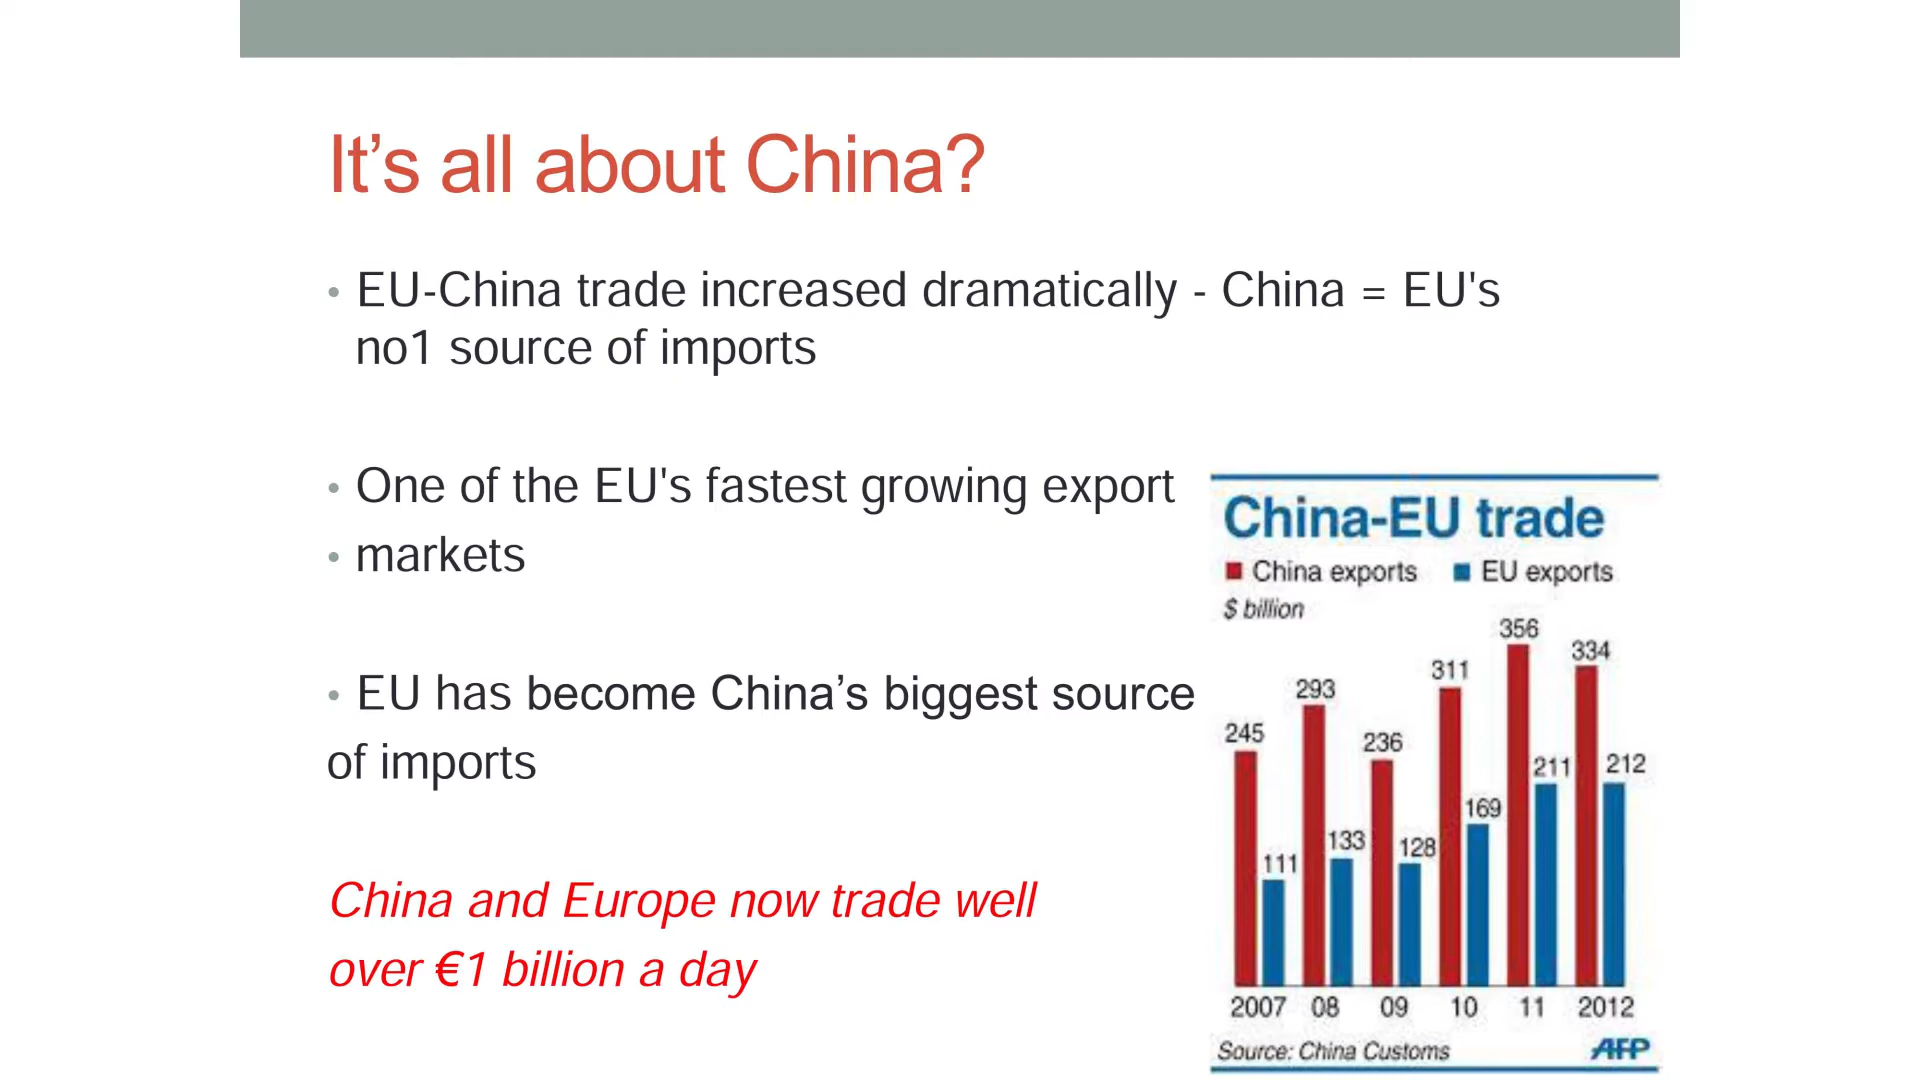 It’s all about China?
• EU-China trade increased dramatically - China = EU's
no1 source of imports
• One of the EU's fastest growing export
• markets
• EU has become China’s biggest source
of imports
China and Europe now trade well
over €1 billion a day
China-EU trade
China exports EU exports
$ billion
356
334
311
293
245
236
211 212
169
133
128
111
2007 08 09 10 11 2012
Source: China Customs AFP